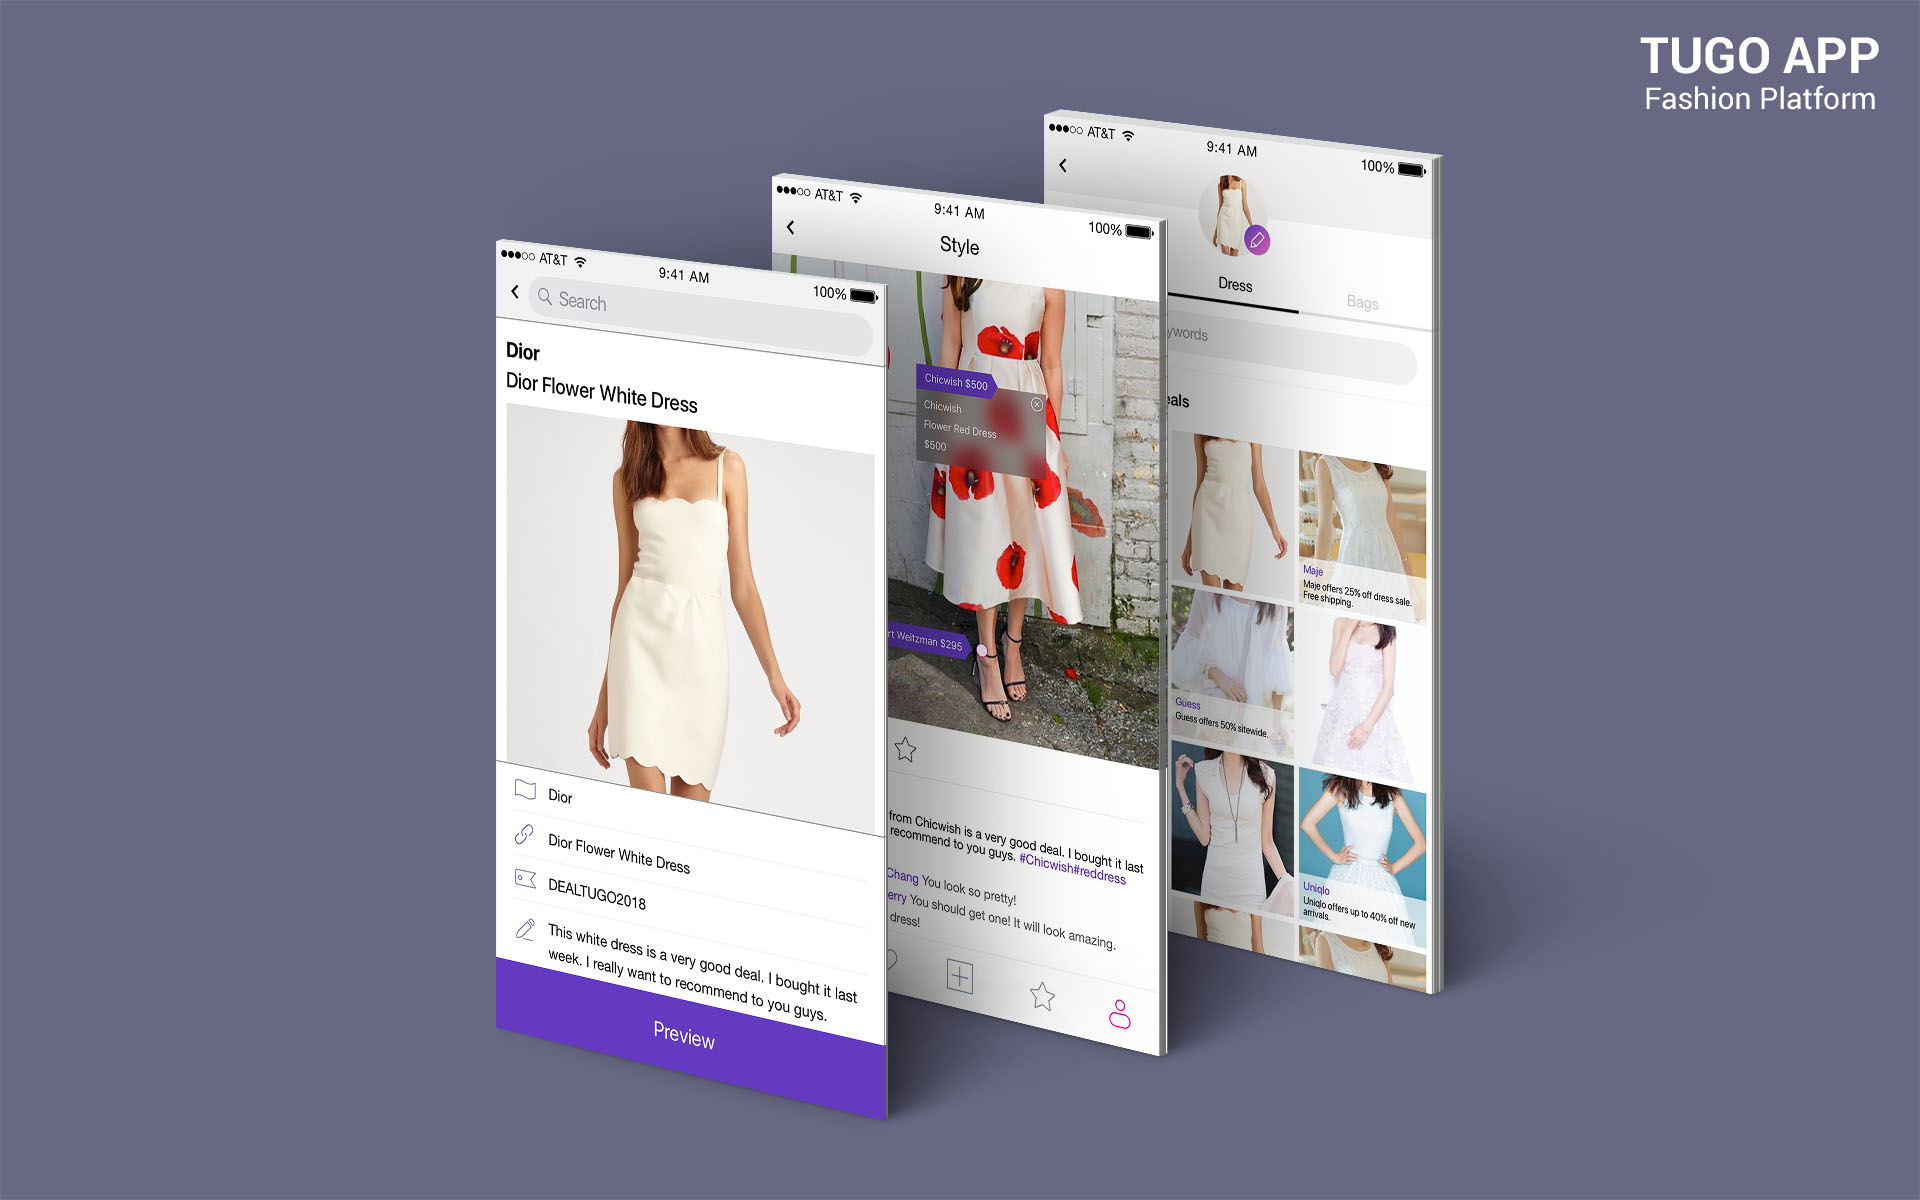 TUGO APP
Fashion Platform
AT&T
9:41 AM
100%
Search
Dior
Dior Flower White Dress
Dior
Dior Flower White Dress
DEALTUGO2018
This white dress is a very good deal. I bought it last
week. I really want to recommend to you guys.
Preview
AT&T
9:41 AM
100%
Style
Chicwish $500
Chicwish
Flower Red Dress
$500
Weitzman $295
from Chicwish is a very good deal. I bought it last
recommend to you guys. #Chicwish#reddress
Chang You look so pretty!
You should get one! It will look amazing.
dress!
AT&T
9:41 AM
100%
Dress
Bags
Maje
Maje offers 25% off dress sale.
Free shipping.
Guess
Guess offers 50% sitewide.
Uniqlo
Uniqlo offers up to 40% off new
arrivals.